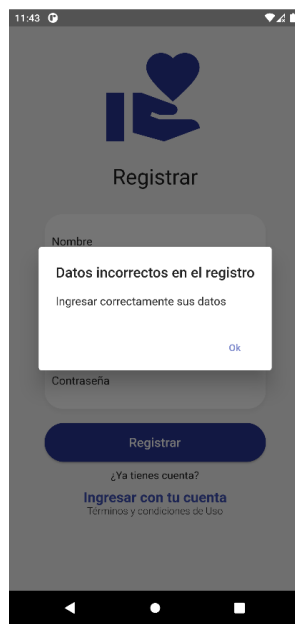 11:43
Registrar
Nombre
Datos incorrectos en el registro
Ingresar correctamente sus datos
Ok
Contraseña
Registrar
¿Ya tienes cuenta?
Ingresar con tu cuenta
Términos y condiciones de Uso